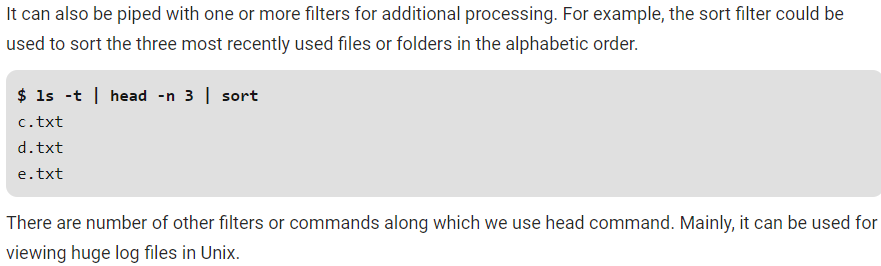 It can also be piped with one or more filters for additional processing. For example, the sort filter could be
used to sort the three most recently used files or folders in the alphabetic order.
$ ls -t | head -n 3 | sort
c.txt
d.txt
e.txt
There are number of other filters or commands along which we use head command. Mainly, it can be used for
viewing huge log files in Unix.